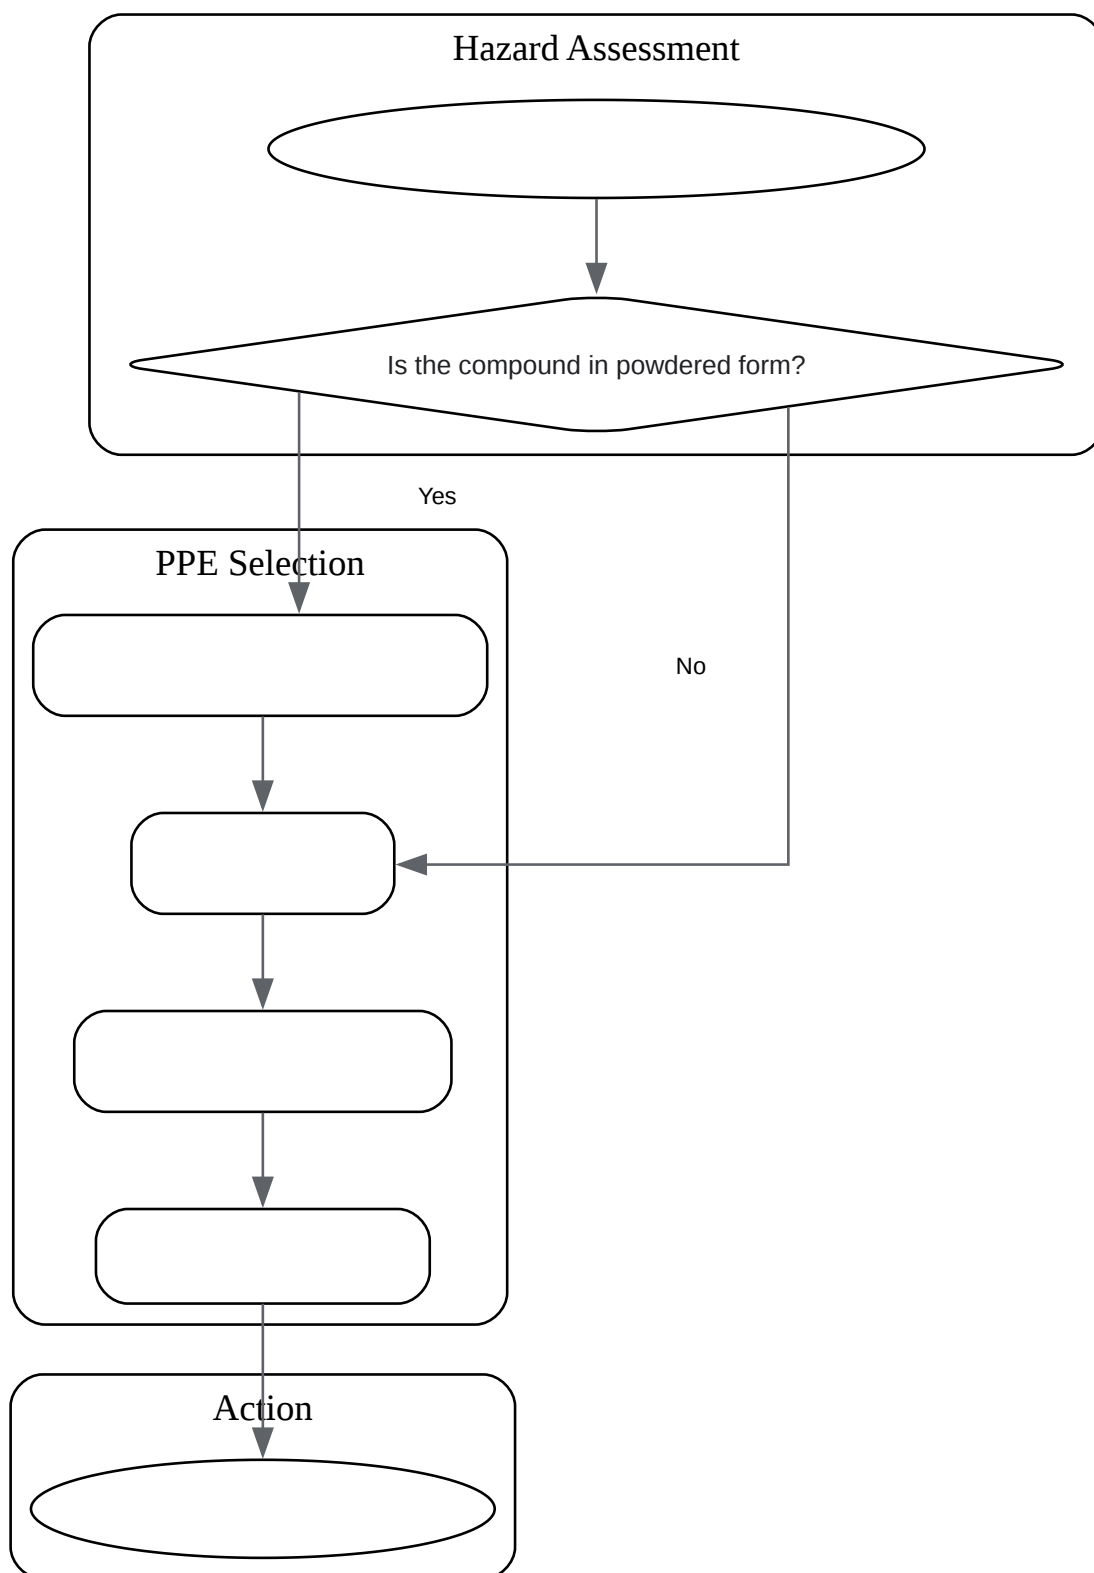 Hazard Assessment
Is the compound in powdered form?
Yes
PPE Selection
No
Action